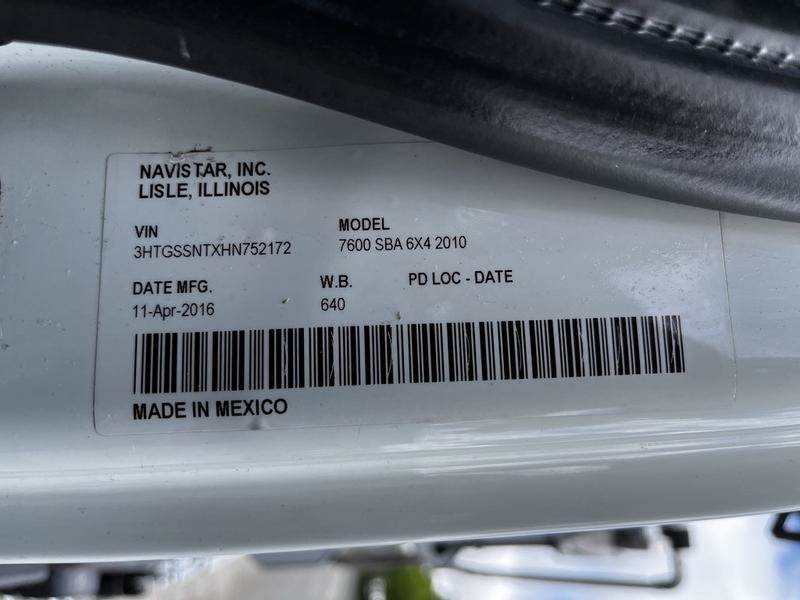 NAVISTAR, INC.
LISLE, ILLINOIS
VIN MODEL
3HTGSSNTXHN752172 7600 SBA 6X4 2010
DATE MFG. W.B. PD LOC - DATE
11-Apr-2016 640
MADE IN MEXICO